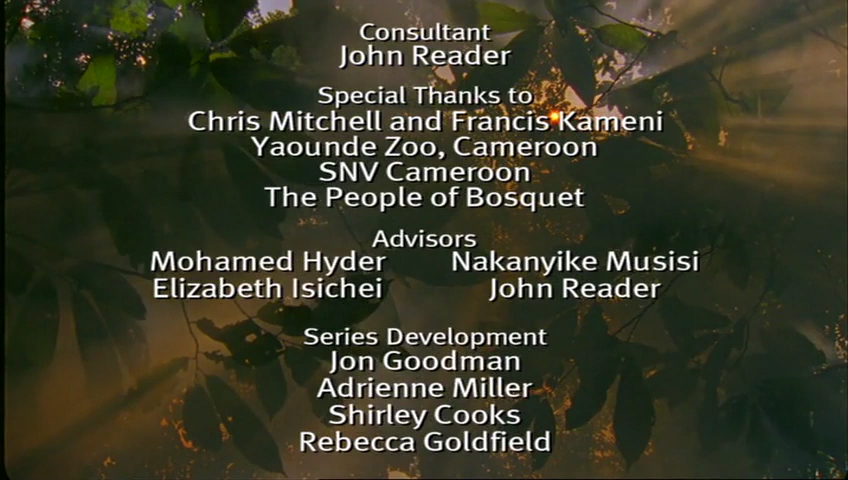 Consultant
John Reader
Special Thanks to
Chris Mitchell and Francis Kameni
Yaounde Zoo, Cameroon
SNV Cameroon
The People of Bosquet
Advisors
Mohamed Hyder Nakanyike Musisi
Elizabeth Isichei John Reader
Series Development
Jon Goodman
Adrienne Miller
Shirley Cooks
Rebecca Goldfield